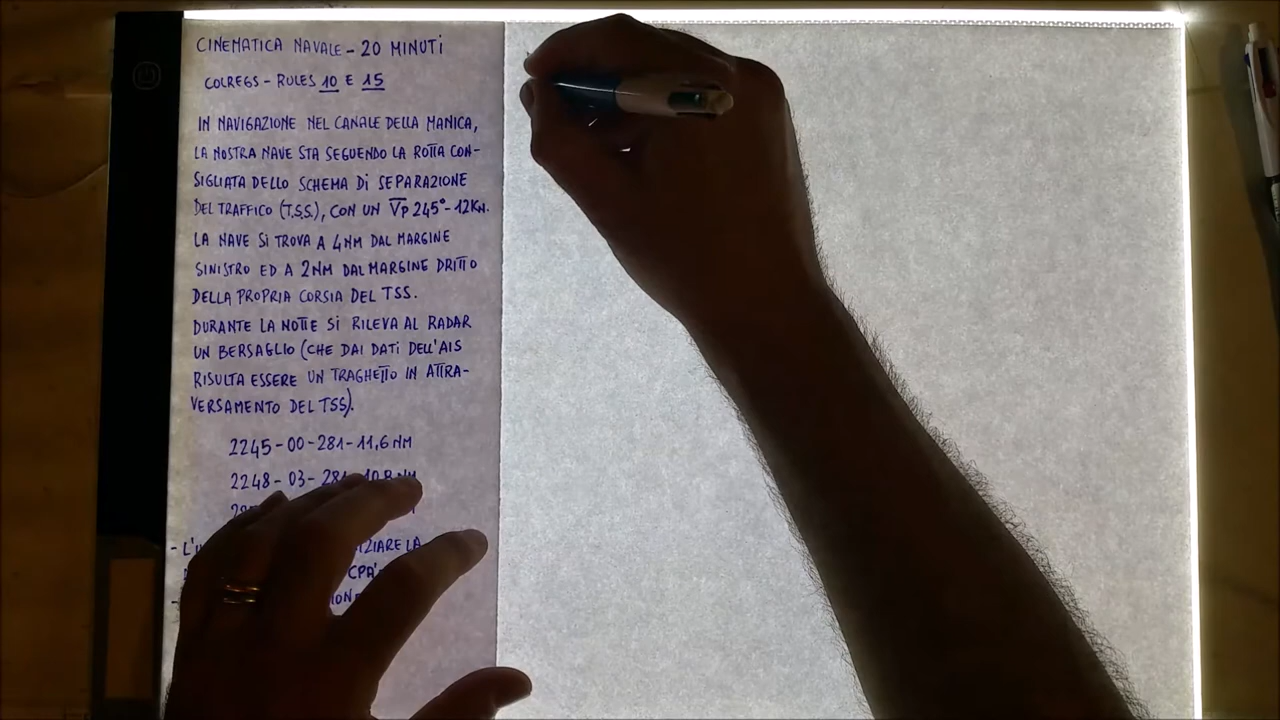 CINEMATICA NAVALE - 20 MINUTI
COLREGS - RULES 10 E 15
IN NAVIGAZIONE NEL CANALE DELLA MANICA,
LA NOSTRA NAVE STA SEGUENDO LA ROTTA CON-
SIGLIATA DELLO SCHEMA DI SEPARAZIONE
DEL TRAFFICO (T.S.S.), CON UN Vp 245°-12KN.
LA NAVE SI TROVA A 4NM DAL MARGINE
SINISTRO ED A 2NM DAL MARGINE DRITTO
DELLA PROPRIA CORSIA DEL TSS.
DURANTE LA NOTTE SI RILEVA AL RADAR
UN BERSAGLIO (CHE DAI DATI DELL'AIS
RISULTA ESSERE UN TRAGHETTO IN ATTRA-
VERSAMENTO DEL TSS).
2245-00-281-11,6 NM
2248-03-281
LA
CPA'